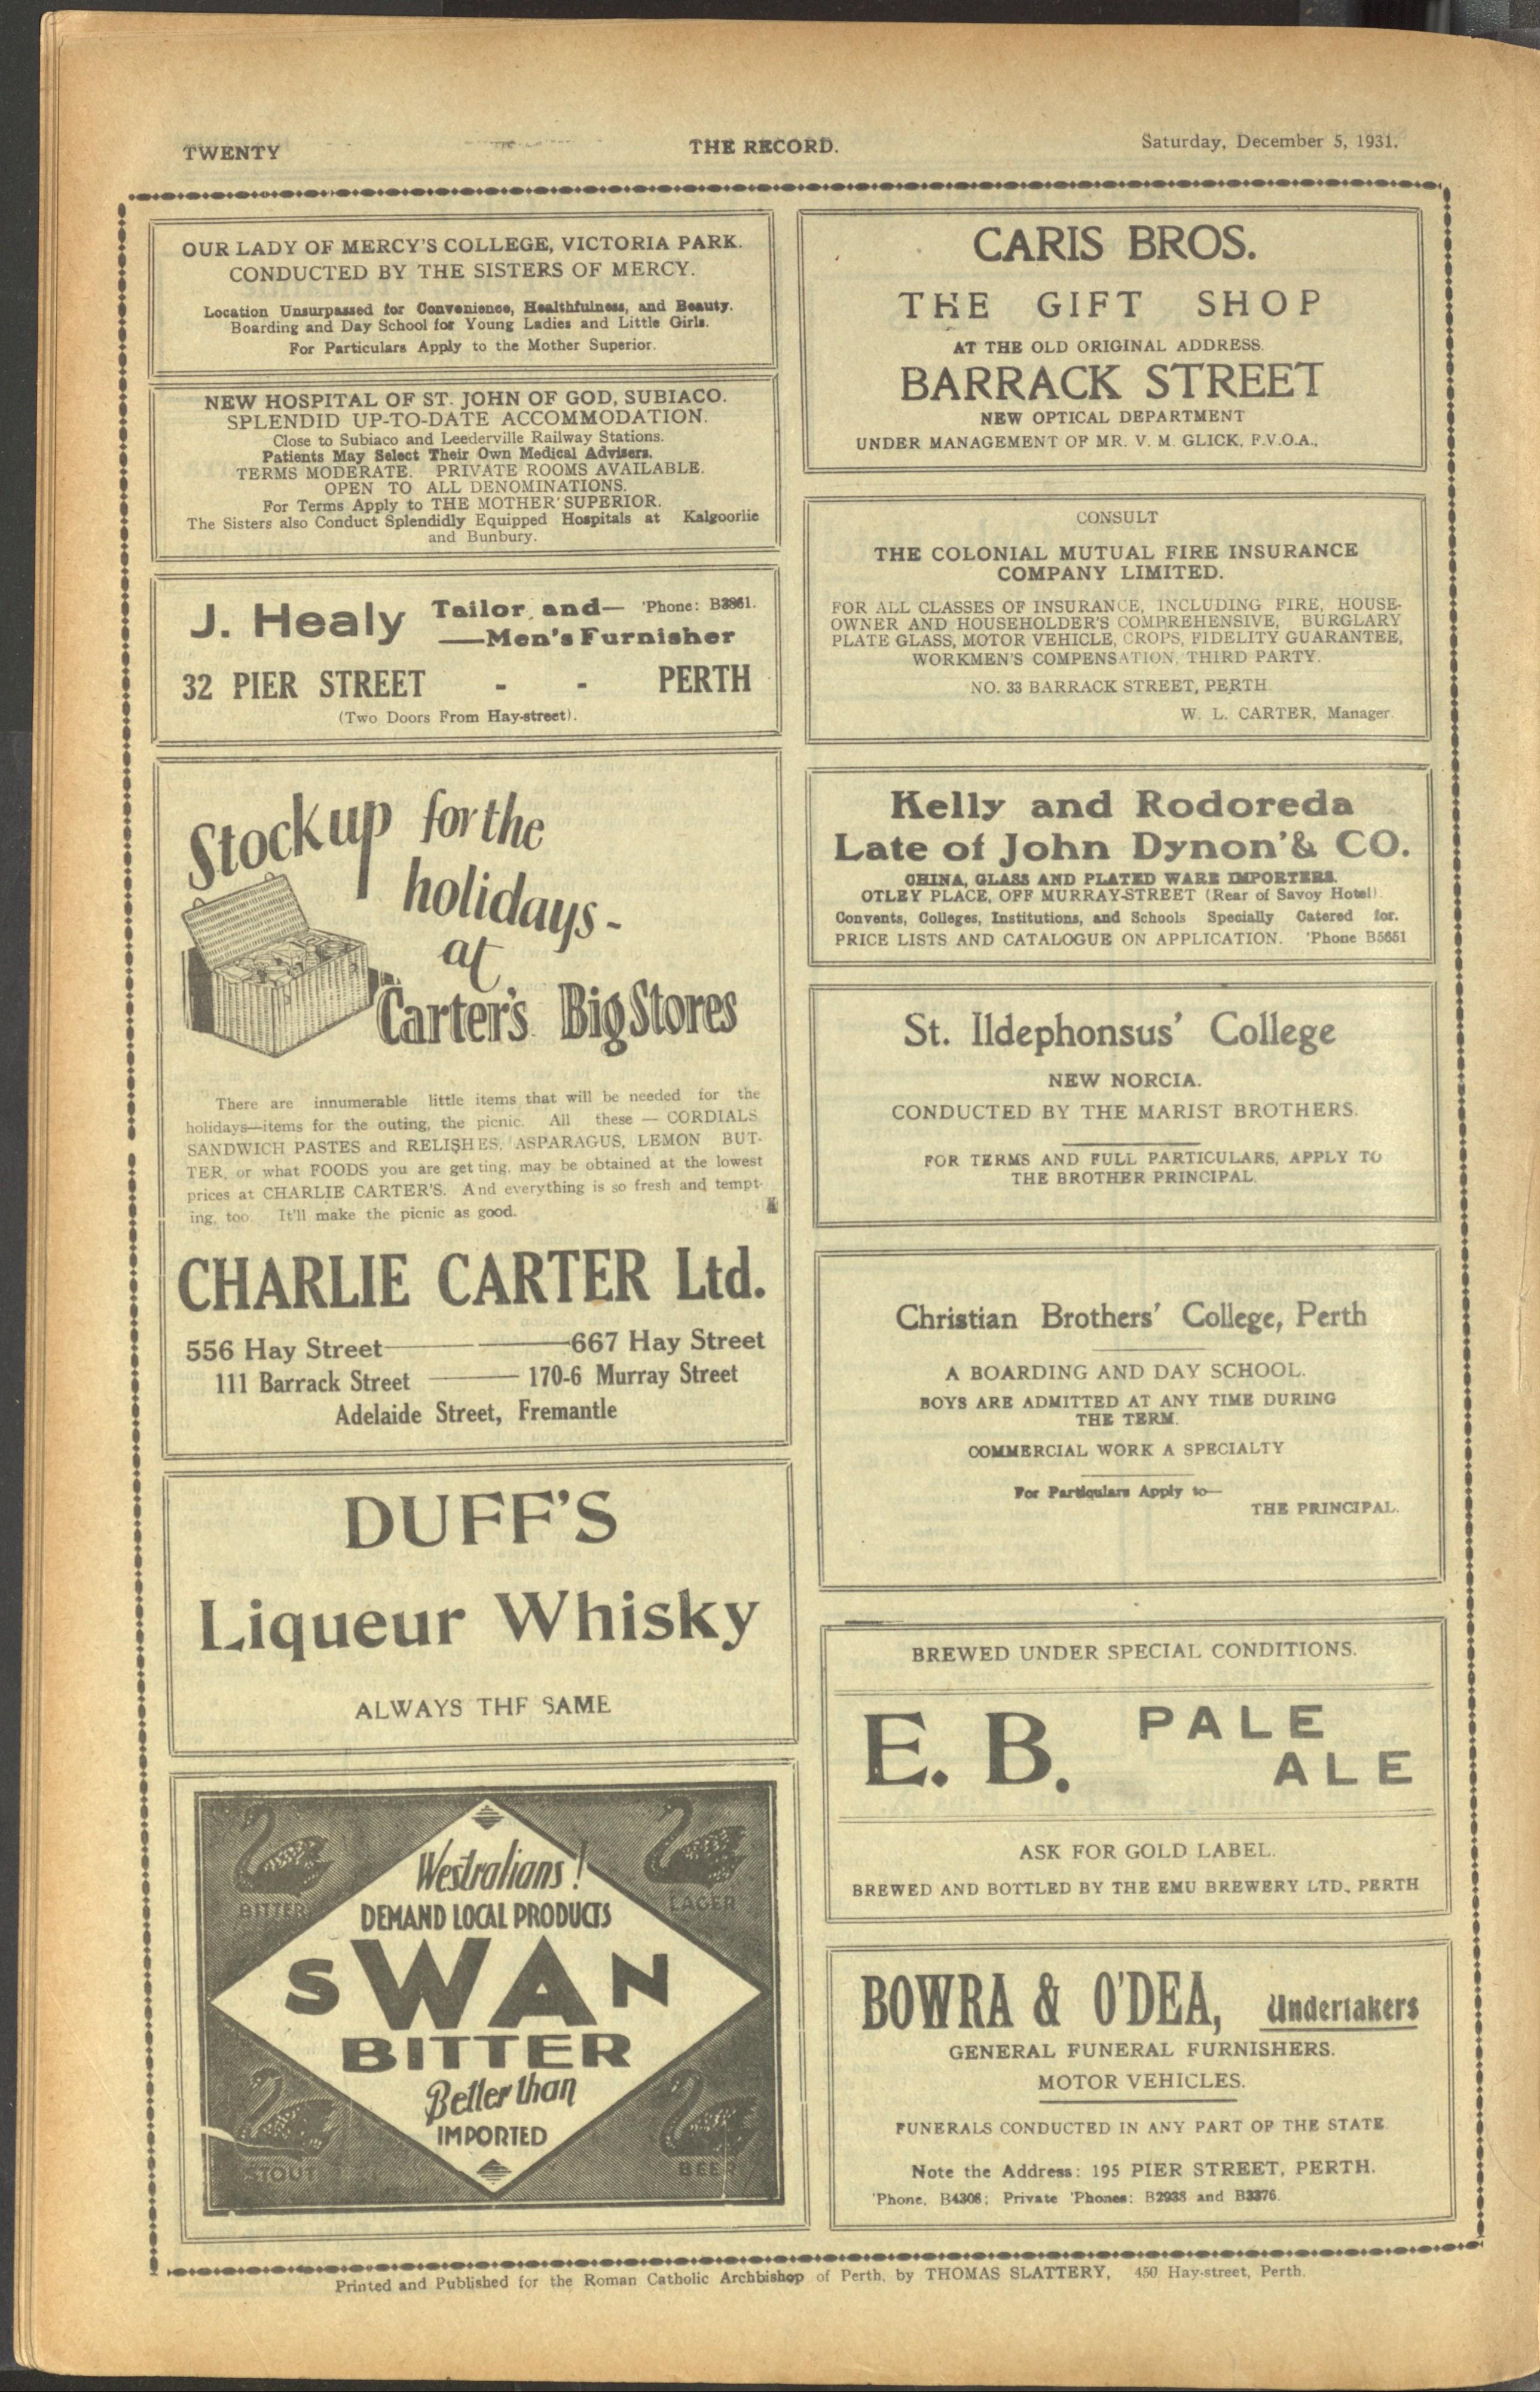 TWENTY
THE RECORD.
Saturday, December 5, 1931.
OUR LADY OF MERCY'S COLLEGE, VICTORIA PARK.
CONDUCTED BY THE SISTERS OF MERCY.
Location Unsurpassed for Convenience, Healthfulness, and Beauty.
Boarding and Day School for Young Ladies and Little Girls.
For Particulars Apply to the Mother Superior.
NEW HOSPITAL OF ST. JOHN OF GOD, SUBIACO.
SPLENDID UP-TO-DATE ACCOMMODATION.
Close to Subiaco and Leederville Railway Stations.
Patients May Select Their Own Medical Advisers.
TERMS MODERATE. PRIVATE ROOMS AVAILABLE.
OPEN TO ALL DENOMINATIONS.
For Terms Apply to THE MOTHER SUPERIOR.
The Sisters also Conduct Splendidly Equipped Hospitals at Kalgoorlie
and Bunbury.
J. Healy Tailor and— 'Phone:
—Men's Furnisher
32 PIER STREET - - PERTH
(Two Doors From Hay-street).
Stock up for the
holidays-
at
Carter's Big Stores
There are innumerable little items that will be needed for the
holidays—items for the outing, the picnic. All these — CORDIALS
SANDWICH PASTES and RELISHES, ASPARAGUS, LEMON BUT-
TER, or what FOODS you are getting, may be obtained at the lowest
prices at CHARLIE CARTER'S. And everything is so fresh and tempt-
ing, too. It'll make the picnic as good.
CHARLIE CARTER Ltd.
556 Hay Street — 667 Hay Street
111 Barrack Street — 170-6 Murray Street
Adelaide Street, Fremantle
DUFF'S
Liqueur Whisky
ALWAYS THE SAME
BITTER
LAGER
Westralians!
DEMAND LOCAL PRODUCTS
SWAN
BITTER
Better than
IMPORTED
STOUT
BEER
CARIS BROS.
THE GIFT SHOP
AT THE OLD ORIGINAL ADDRESS.
BARRACK STREET
NEW OPTICAL DEPARTMENT
UNDER MANAGEMENT OF MR. V. M. GLICK, F.V.O.A.,
CONSULT
THE COLONIAL MUTUAL FIRE INSURANCE
COMPANY LIMITED.
FOR ALL CLASSES OF INSURANCE, INCLUDING FIRE, HOUSE-
OWNER AND HOUSEHOLDER'S COMPREHENSIVE, BURGLARY
PLATE GLASS, MOTOR VEHICLE, CROPS, FIDELITY GUARANTEE,
WORKMEN'S COMPENSATION, THIRD PARTY.
NO. 33 BARRACK STREET, PERTH
W. L. CARTER, Manager.
Kelly and Rodoreda
Late of John Dynon'& CO.
CHINA, GLASS AND PLATED WARE IMPORTERS.
OTLEY PLACE, OFF MURRAY-STREET (Rear of Savoy Hotel).
Convents, Colleges, Institutions, and Schools Specially Catered for.
PRICE LISTS AND CATALOGUE ON APPLICATION. 'Phone B5651
St. Ildephonsus' College
NEW NORCIA.
CONDUCTED BY THE MARIST BROTHERS.
FOR TERMS AND FULL PARTICULARS, APPLY TO
THE BROTHER PRINCIPAL.
Christian Brothers' College, Perth
A BOARDING AND DAY SCHOOL.
BOYS ARE ADMITTED AT ANY TIME DURING
THE TERM.
COMMERCIAL WORK A SPECIALTY
For Particulars Apply to—
THE PRINCIPAL.
BREWED UNDER SPECIAL CONDITIONS.
E. B. PALE
ALE
ASK FOR GOLD LABEL.
BREWED AND BOTTLED BY THE EMU BREWERY LTD., PERTH
BOWRA & O'DEA, Undertakers
GENERAL FUNERAL FURNISHERS.
MOTOR VEHICLES.
FUNERALS CONDUCTED IN ANY PART OF THE STATE
Note the Address: 195 PIER STREET, PERTH.
'Phone, B4308; Private 'Phones: B2938 and B3376.
Printed and Published for the Roman Catholic Archbishop of Perth, by THOMAS SLATTERY, 450 Hay-street, Perth.